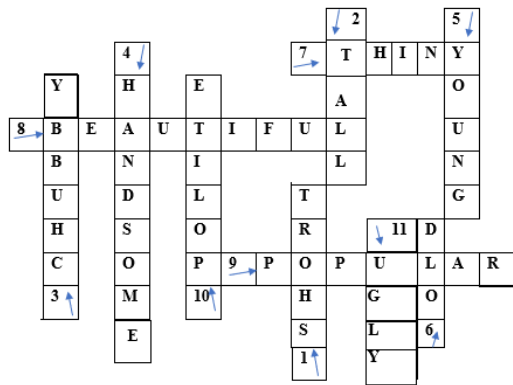 2 5
4 7 T H I N Y
Y H E A O
8 B E A U T I F U L U
B N I L N
U D L T G
H S O R 11 D
C O P 9 P O P U L A R
3 M 10 H G O
E S L 6
1 Y